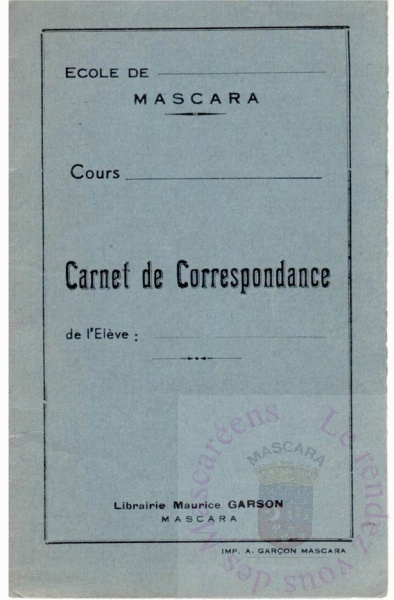 ECOLE DE
MASCARA
Cours
Carnet de Correspondance
de l'Elève :
Librairie Maurice GARSON
MASCARA
IMP. A. GARÇON MASCARA
Le rendez vous des Mascaréens
MASCARA